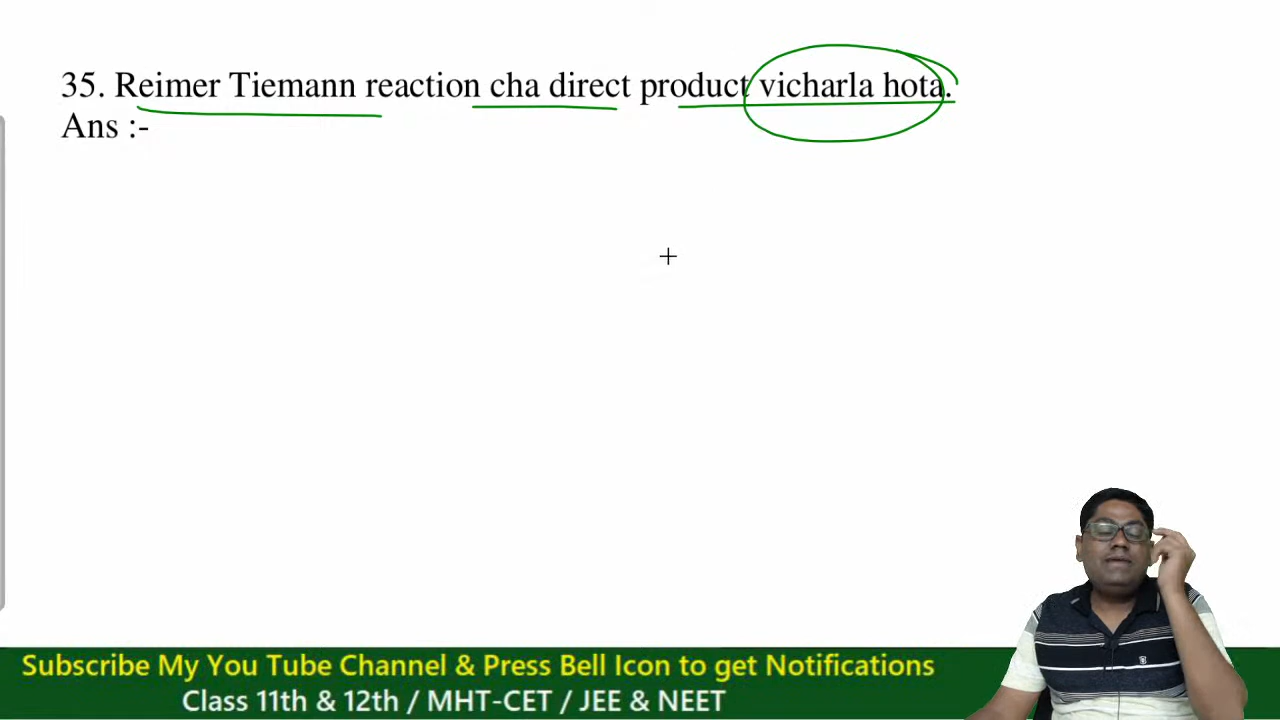 35. Reimer Tiemann reaction cha direct product vicharla hota.
Ans :-
Subscribe My You Tube Channel & Press Bell Icon to get Notifications
Class 11th & 12th / MHT-CET / JEE & NEET